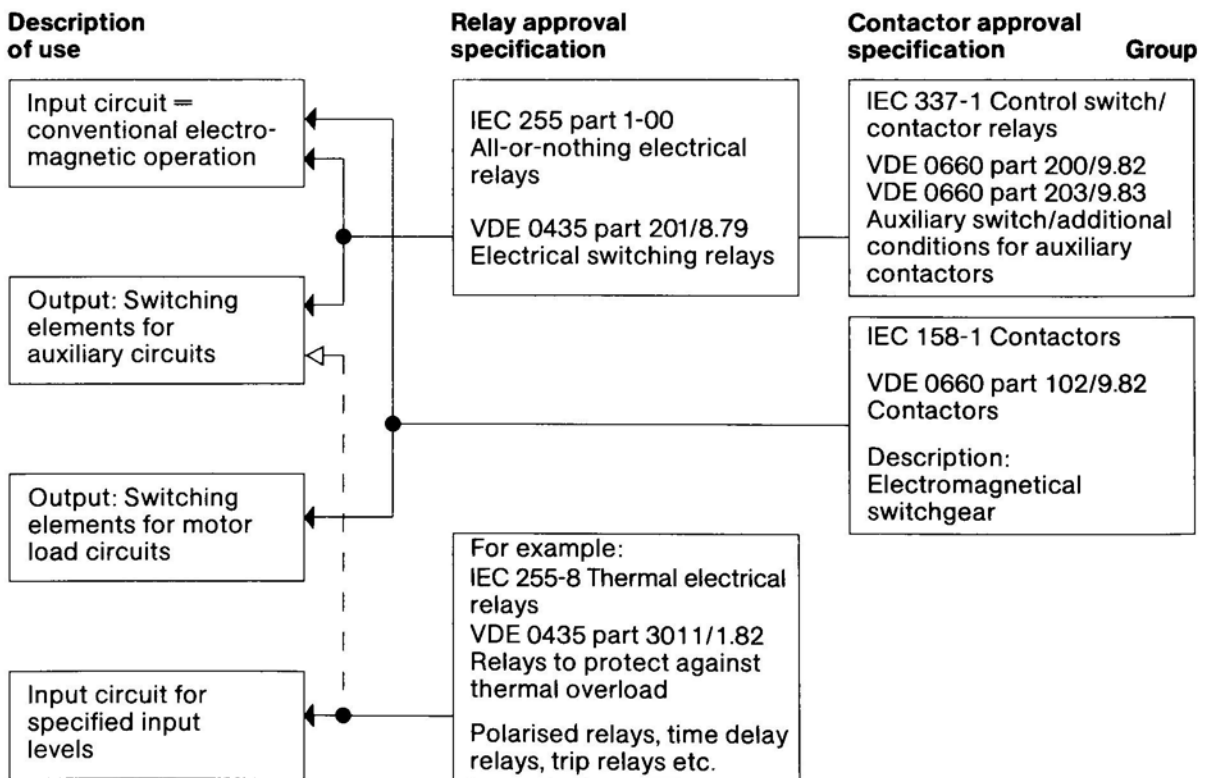 Description
of use
Relay approval
specification
Contactor approval
specification Group
Input circuit =
conventional electro-
magnetic operation
IEC 255 part 1-00
All-or-nothing electrical
relays
VDE 0435 part 201/8.79
Electrical switching relays
IEC 337-1 Control switch/
contactor relays
VDE 0660 part 200/9.82
VDE 0660 part 203/9.83
Auxiliary switch/additional
conditions for auxiliary
contactors
Output: Switching
elements for
auxiliary circuits
IEC 158-1 Contactors
VDE 0660 part 102/9.82
Contactors
Description:
Electromagnetical
switchgear
Output: Switching
elements for motor
load circuits
For example:
IEC 255-8 Thermal electrical
relays
VDE 0435 part 3011/1.82
Relays to protect against
thermal overload
Polarised relays, time delay
relays, trip relays etc.
Input circuit for
specified input
levels